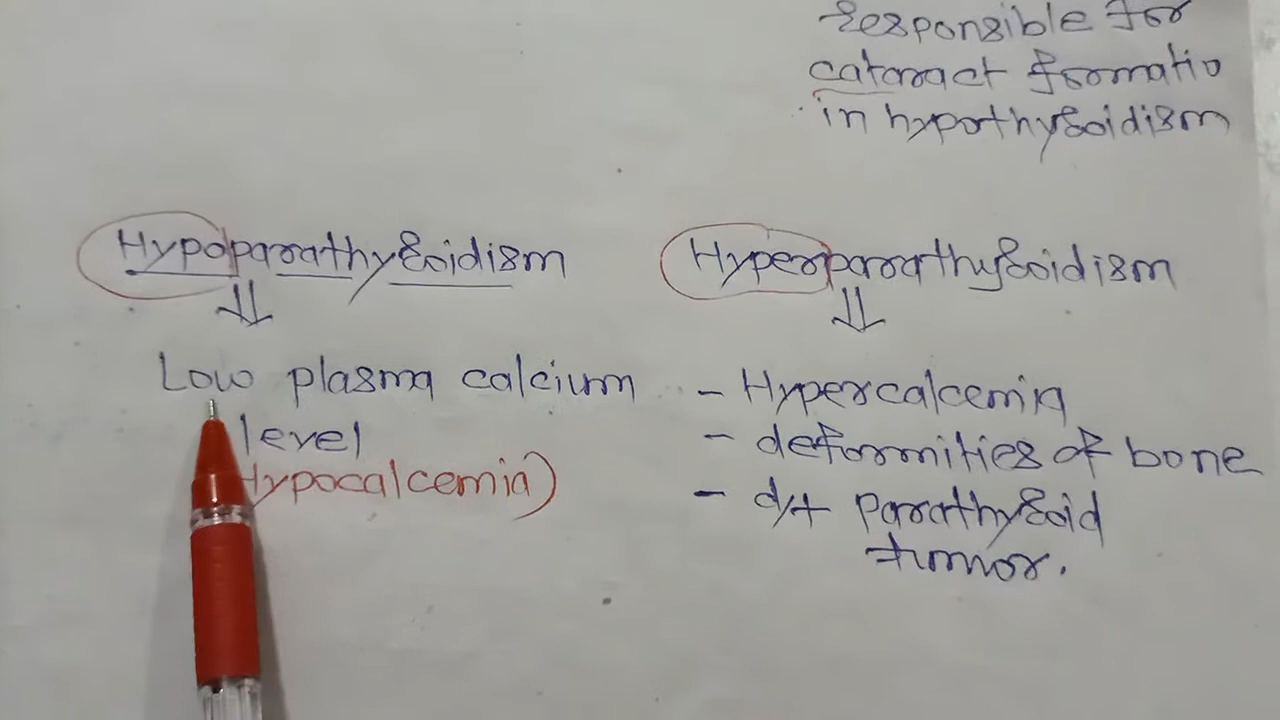 responsible for
cataract formatio
in hypothyroidism
Hypoparathyroidism
Low plasma calcium
level
Hypocalcemia)
Hyperparathyroidism
- Hypercalcemia
- deformities of bone
- d/t Parathyroid
tumor.